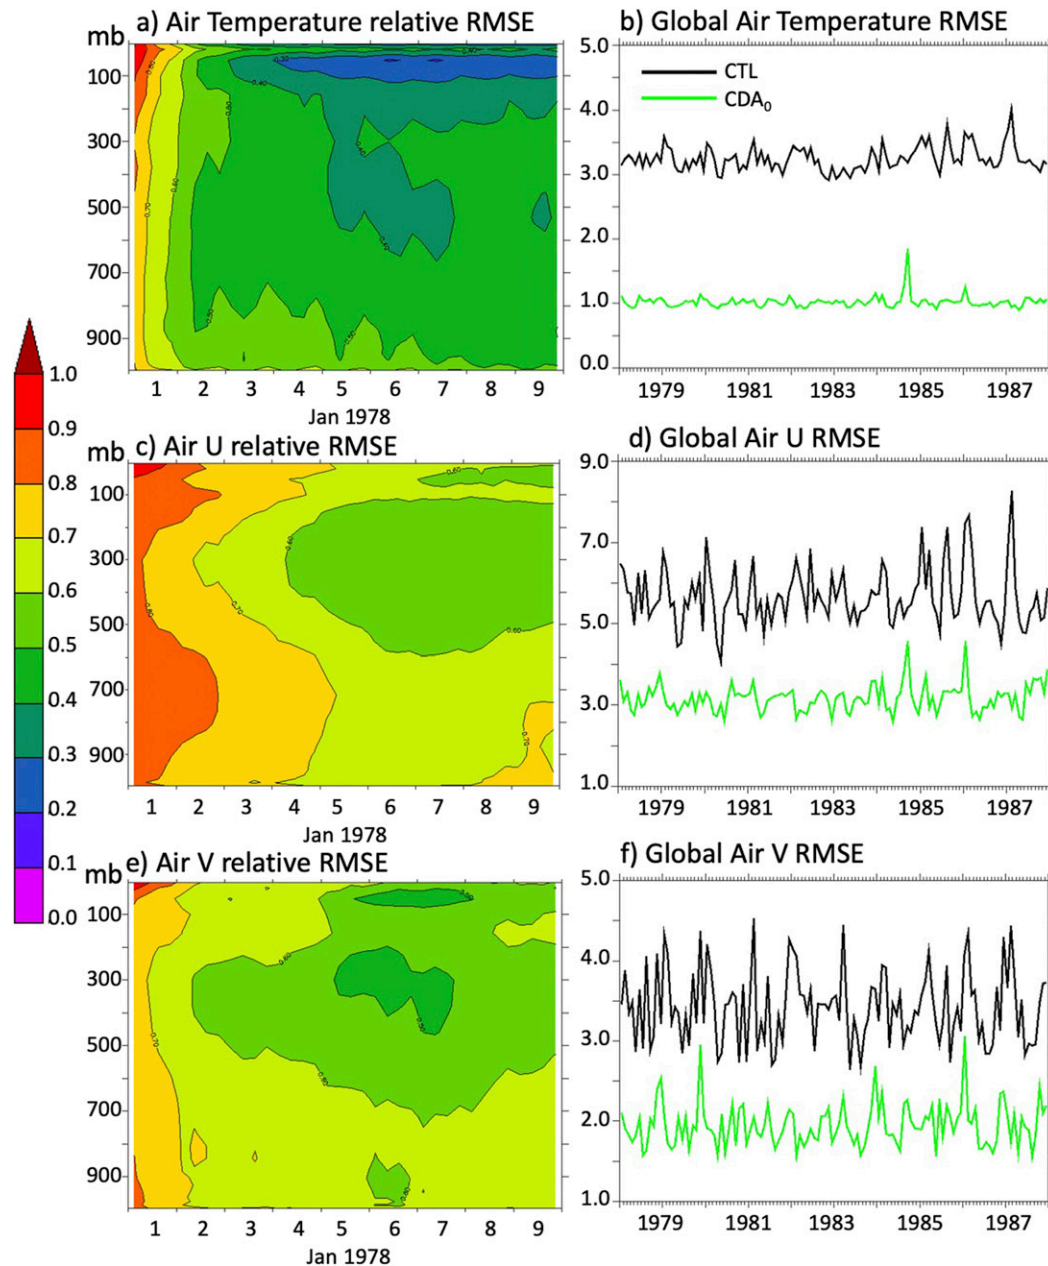 a) Air Temperature relative RMSE
mb
100
300
500
700
900
1 2 3 4 5 6 7 8 9
Jan 1978
b) Global Air Temperature RMSE
5.0
4.0
3.0
2.0
1.0
0.0
CTL
CDA0
1979 1981 1983 1985 1987
1.0
0.9
0.8
0.7
0.6
0.5
0.4
0.3
0.2
0.1
0.0
c) Air U relative RMSE
mb
100
300
500
700
900
1 2 3 4 5 6 7 8 9
Jan 1978
d) Global Air U RMSE
9.0
7.0
5.0
3.0
1.0
1979 1981 1983 1985 1987
e) Air V relative RMSE
mb
100
300
500
700
900
1 2 3 4 5 6 7 8 9
Jan 1978
f) Global Air V RMSE
5.0
4.0
3.0
2.0
1.0
1979 1981 1983 1985 1987